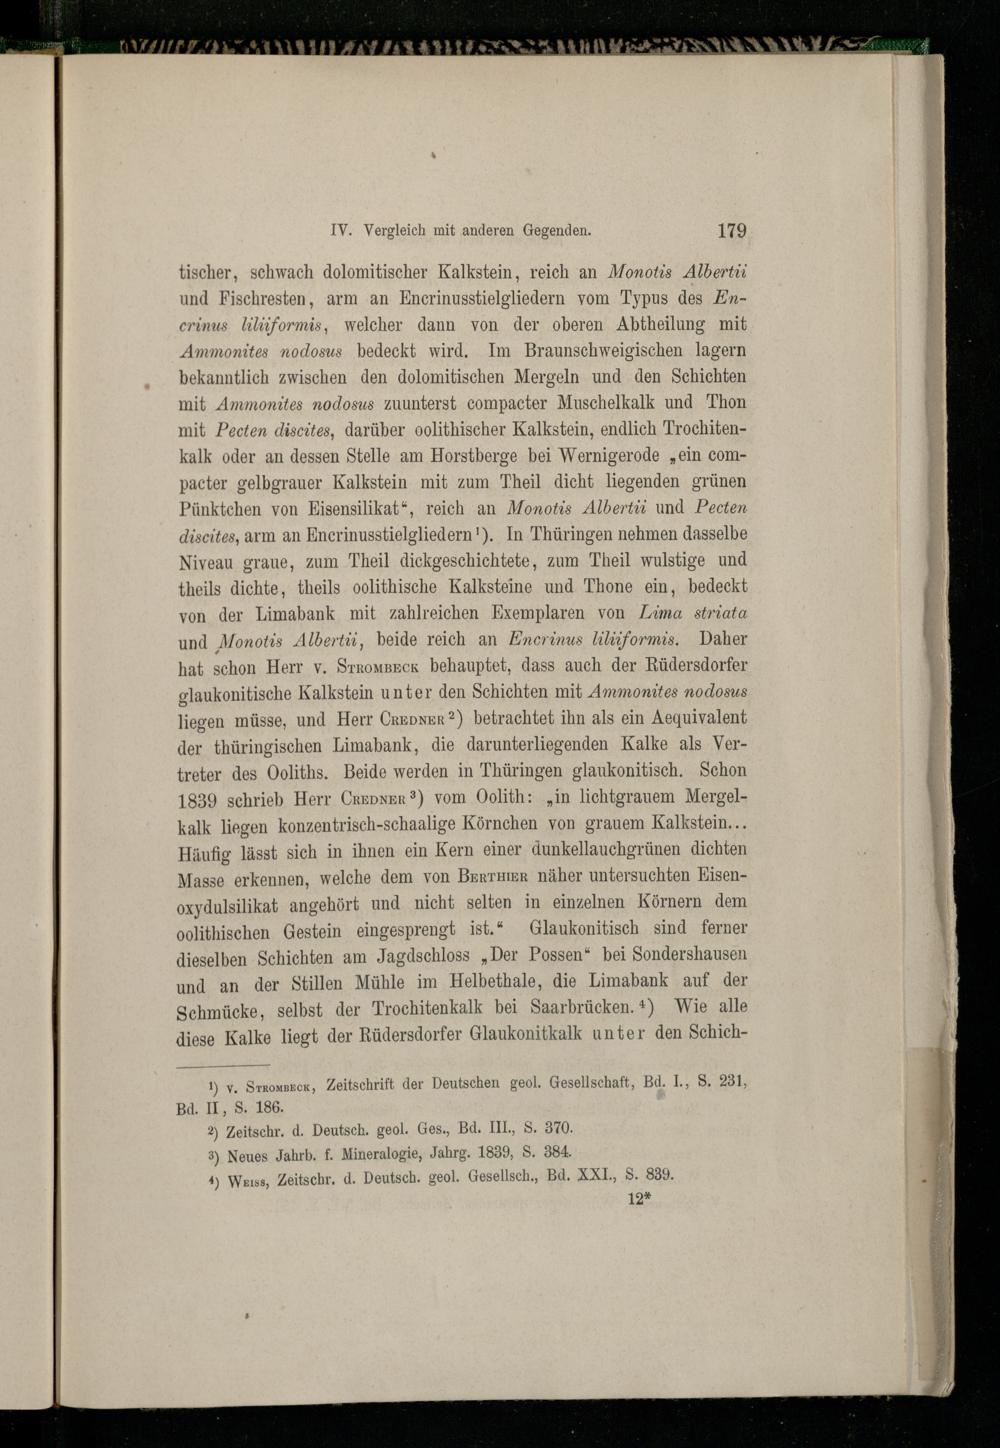 IV. Vergleich mit anderen Gegenden. 179
tischer, schwach dolomitischer Kalkstein, reich an Monotis Albertii
und Fischresten, arm an Encrinusstielgliedern vom Typus des En-
crinus liliiformis, welcher dann von der oberen Abtheilung mit
Ammonites nodosus bedeckt wird. Im Braunschweigischen lagern
bekanntlich zwischen den dolomitischen Mergeln und den Schichten
mit Ammonites nodosus zuunterst compacter Muschelkalk und Thon
mit Pecten discites, darüber oolithischer Kalkstein, endlich Trochiten-
kalk oder an dessen Stelle am Horstberge bei Wernigerode „ein com-
pacter gelbgrauer Kalkstein mit zum Theil dicht liegenden grünen
Pünktchen von Eisensilikat“, reich an Monotis Albertii und Pecten
discites, arm an Encrinusstielgliedern¹). In Thüringen nehmen dasselbe
Niveau graue, zum Theil dickgeschichtete, zum Theil wulstige und
theils dichte, theils oolithische Kalksteine und Thone ein, bedeckt
von der Limabank mit zahlreichen Exemplaren von Lima striata
und Monotis Albertii, beide reich an Encrinus liliiformis. Daher
hat schon Herr v. Strombeck behauptet, dass auch der Rüdersdorfer
glaukonitische Kalkstein unter den Schichten mit Ammonites nodosus
liegen müsse, und Herr Credner²) betrachtet ihn als ein Aequivalent
der thüringischen Limabank, die darunterliegenden Kalke als Ver-
treter des Ooliths. Beide werden in Thüringen glaukonitisch. Schon
1839 schrieb Herr Credner³) vom Oolith: „in lichtgrauem Mergel-
kalk liegen konzentrisch-schaalige Körnchen von grauem Kalkstein...
Häufig lässt sich in ihnen ein Kern einer dunkellauchgrünen dichten
Masse erkennen, welche dem von Berthier näher untersuchten Eisen-
oxydulsilikat angehört und nicht selten in einzelnen Körnern dem
oolithischen Gestein eingesprengt ist.“ Glaukonitisch sind ferner
dieselben Schichten am Jagdschloss „Der Possen“ bei Sondershausen
und an der Stillen Mühle im Helbethale, die Limabank auf der
Schmücke, selbst der Trochitenkalk bei Saarbrücken.⁴) Wie alle
diese Kalke liegt der Rüdersdorfer Glaukonitkalk unter den Schich-
¹) v. Strombeck, Zeitschrift der Deutschen geol. Gesellschaft, Bd. I., S. 231,
Bd. II, S. 186.
²) Zeitschr. d. Deutsch. geol. Ges., Bd. III., S. 370.
³) Neues Jahrb. f. Mineralogie, Jahrg. 1839, S. 384.
⁴) Weiss, Zeitschr. d. Deutsch. geol. Gesellsch., Bd. XXI., S. 839.
12*